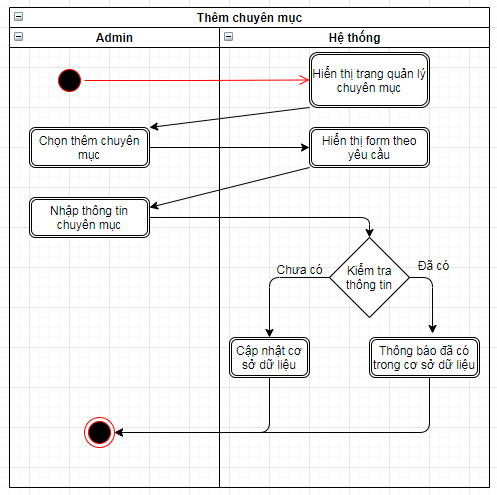 Thêm chuyên mục
Admin
Hệ thống
Hiển thị trang quản lý
chuyên mục
Chọn thêm chuyên
mục
Hiển thị form theo
yêu cầu
Nhập thông tin
chuyên mục
Kiểm tra
thông tin
Chưa có
Đã có
Cập nhật cơ
sở dữ liệu
Thông báo đã có
trong cơ sở dữ liệu